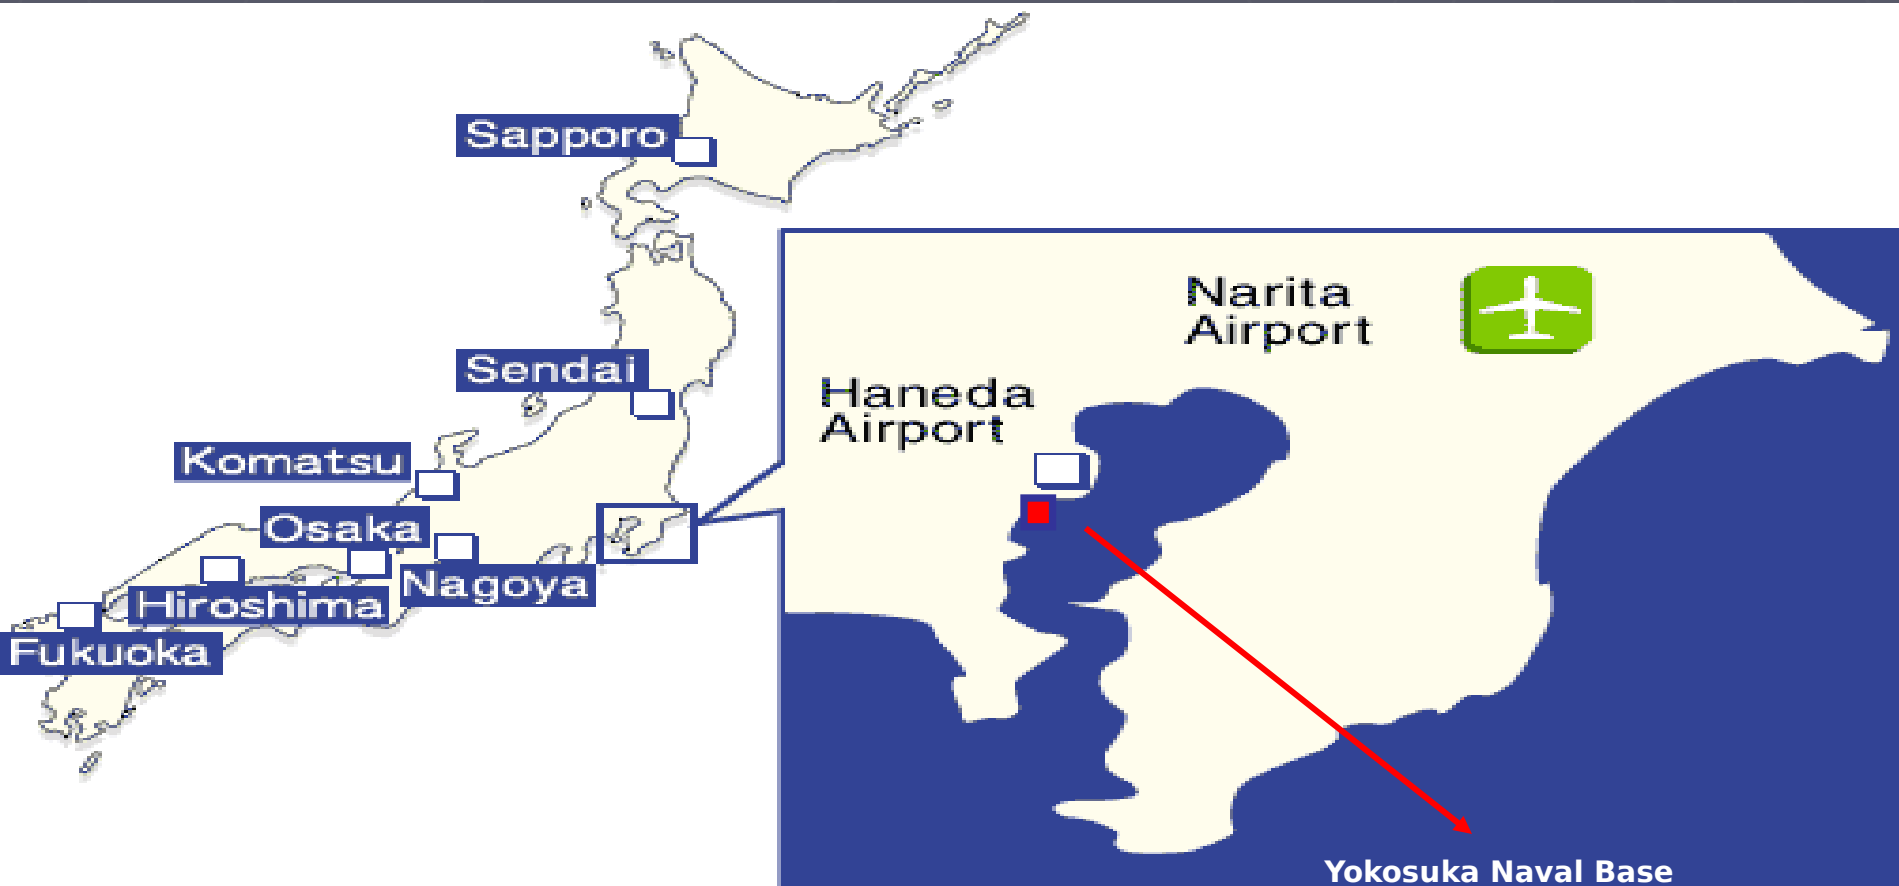 Sapporo
Sendai
Komatsu
Osaka
Nagoya
Hiroshima
Fukuoka
Narita
Airport
Haneda
Airport
Yokosuka Naval Base